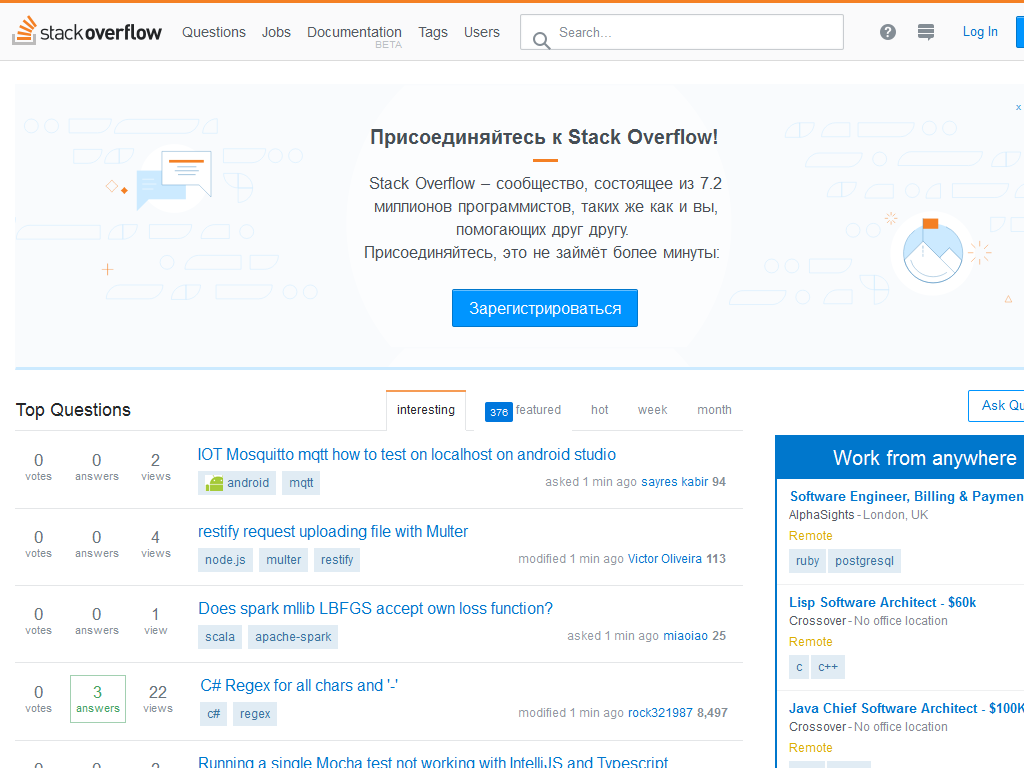 stackoverflow Questions Jobs Documentation Tags Users Search... ? Log In
BETA
x
Присоединяйтесь к Stack Overflow!
Stack Overflow – сообщество, состоящее из 7.2
миллионов программистов, таких же как и вы,
помогающих друг другу.
Присоединяйтесь, это не займёт более минуты:
Зарегистрироваться
Top Questions interesting 376 featured hot week month
0 votes 0 answers 2 views
IOT Mosquitto mqtt how to test on localhost on android studio
android mqtt asked 1 min ago sayres kabir 94
0 votes 0 answers 4 views
restify request uploading file with Multer
node.js multer restify modified 1 min ago Victor Oliveira 113
0 votes 0 answers 1 view
Does spark mllib LBFGS accept own loss function?
scala apache-spark asked 1 min ago miaoiao 25
0 votes 3 answers 22 views
C# Regex for all chars and '-'
c# regex modified 1 min ago rock321987 8,497
Running a single Mocha test not working with IntelliJS and Typescript
Ask Qu
Work from anywhere
Software Engineer, Billing & Paymen
AlphaSights - London, UK
Remote
ruby postgresql
Lisp Software Architect - $60k
Crossover - No office location
Remote
c c++
Java Chief Software Architect - $100K
Crossover - No office location
Remote